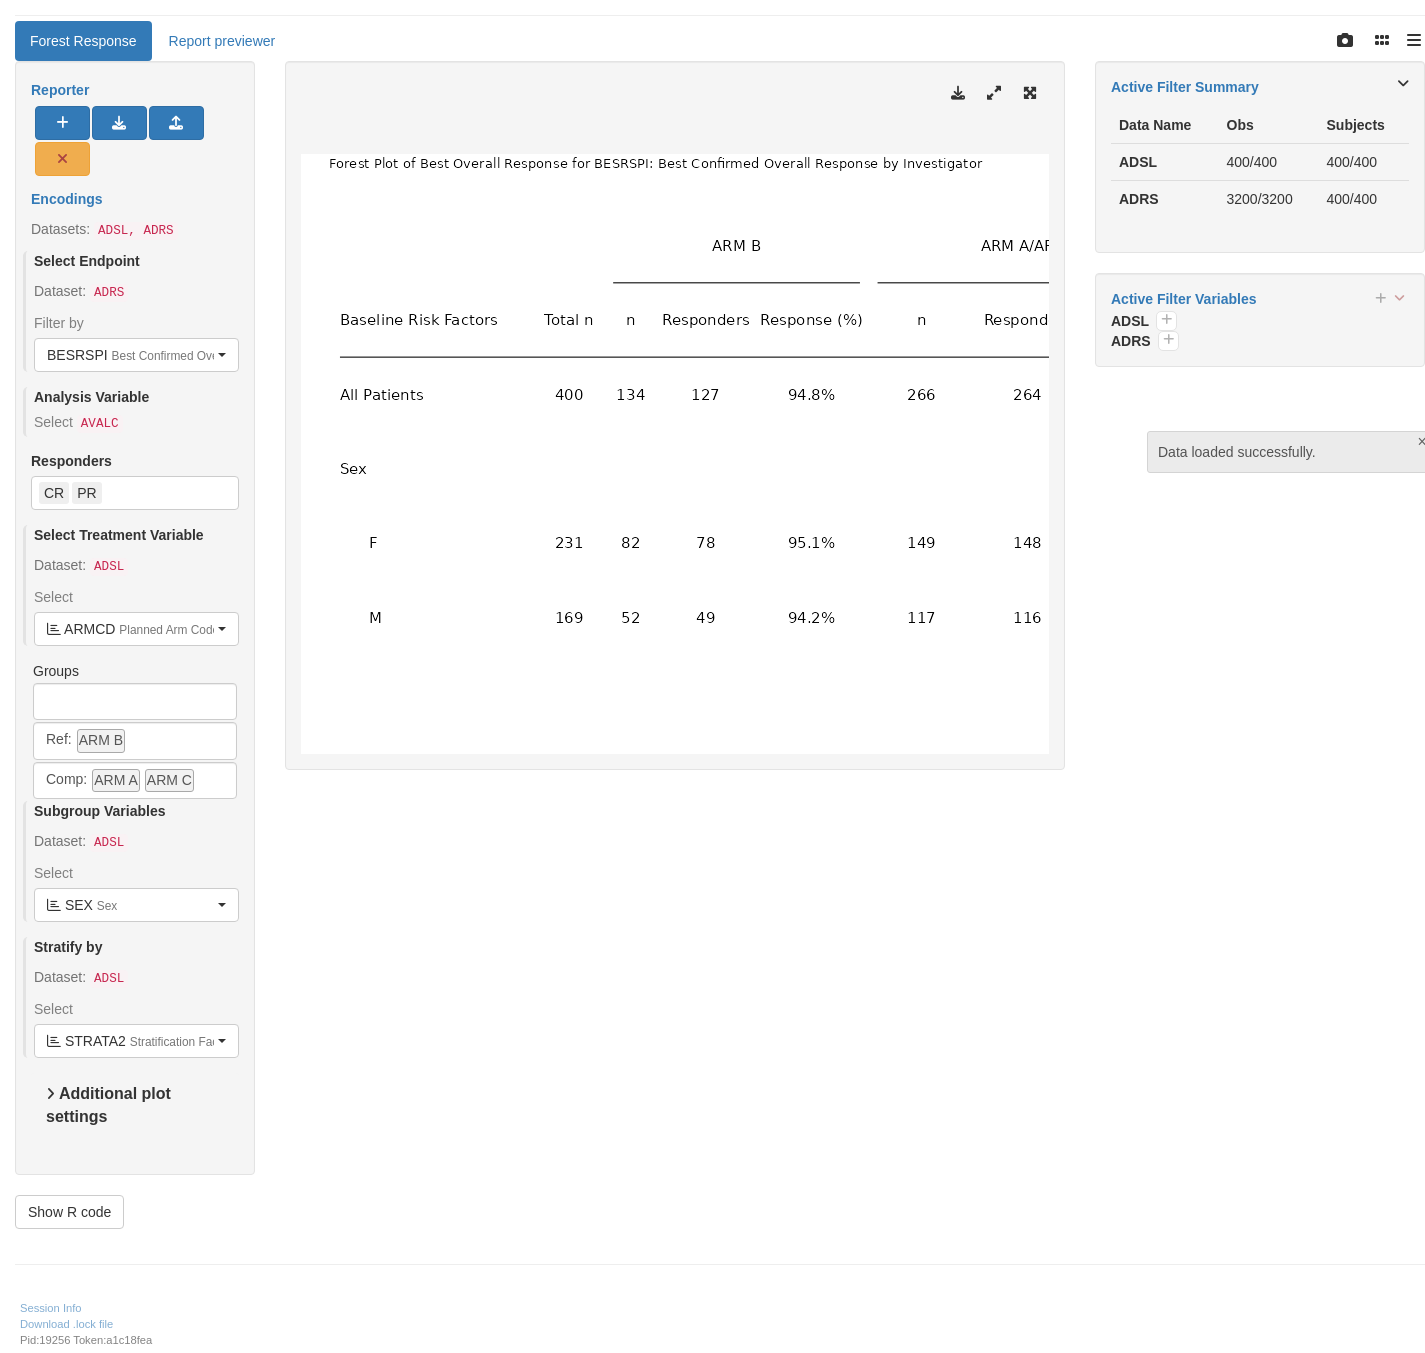 Forest Response Report previewer
Reporter
Encodings
Datasets: ADSL, ADRS
Select Endpoint
Dataset: ADRS
Filter by
BESRSPI Best Confirmed Ove
Analysis Variable
Select AVALC
Responders
CR PR
Select Treatment Variable
Dataset: ADSL
Select
ARMCD Planned Arm Code
Groups
Ref: ARM B
Comp: ARM A ARM C
Subgroup Variables
Dataset: ADSL
Select
SEX Sex
Stratify by
Dataset: ADSL
Select
STRATA2 Stratification Fac
Additional plot
settings
Show R code
Forest Plot of Best Overall Response for BESRSPI: Best Confirmed Overall Response by Investigator
ARM B ARM A/AR
Baseline Risk Factors Total n n Responders Response (%) n Respond
All Patients 400 134 127 94.8% 266 264
Sex
F 231 82 78 95.1% 149 148
M 169 52 49 94.2% 117 116
Active Filter Summary
Data Name Obs Subjects
ADSL 400/400 400/400
ADRS 3200/3200 400/400
Active Filter Variables
ADSL
ADRS
Data loaded successfully.
Session Info
Download .lock file
Pid:19256 Token:a1c18fea